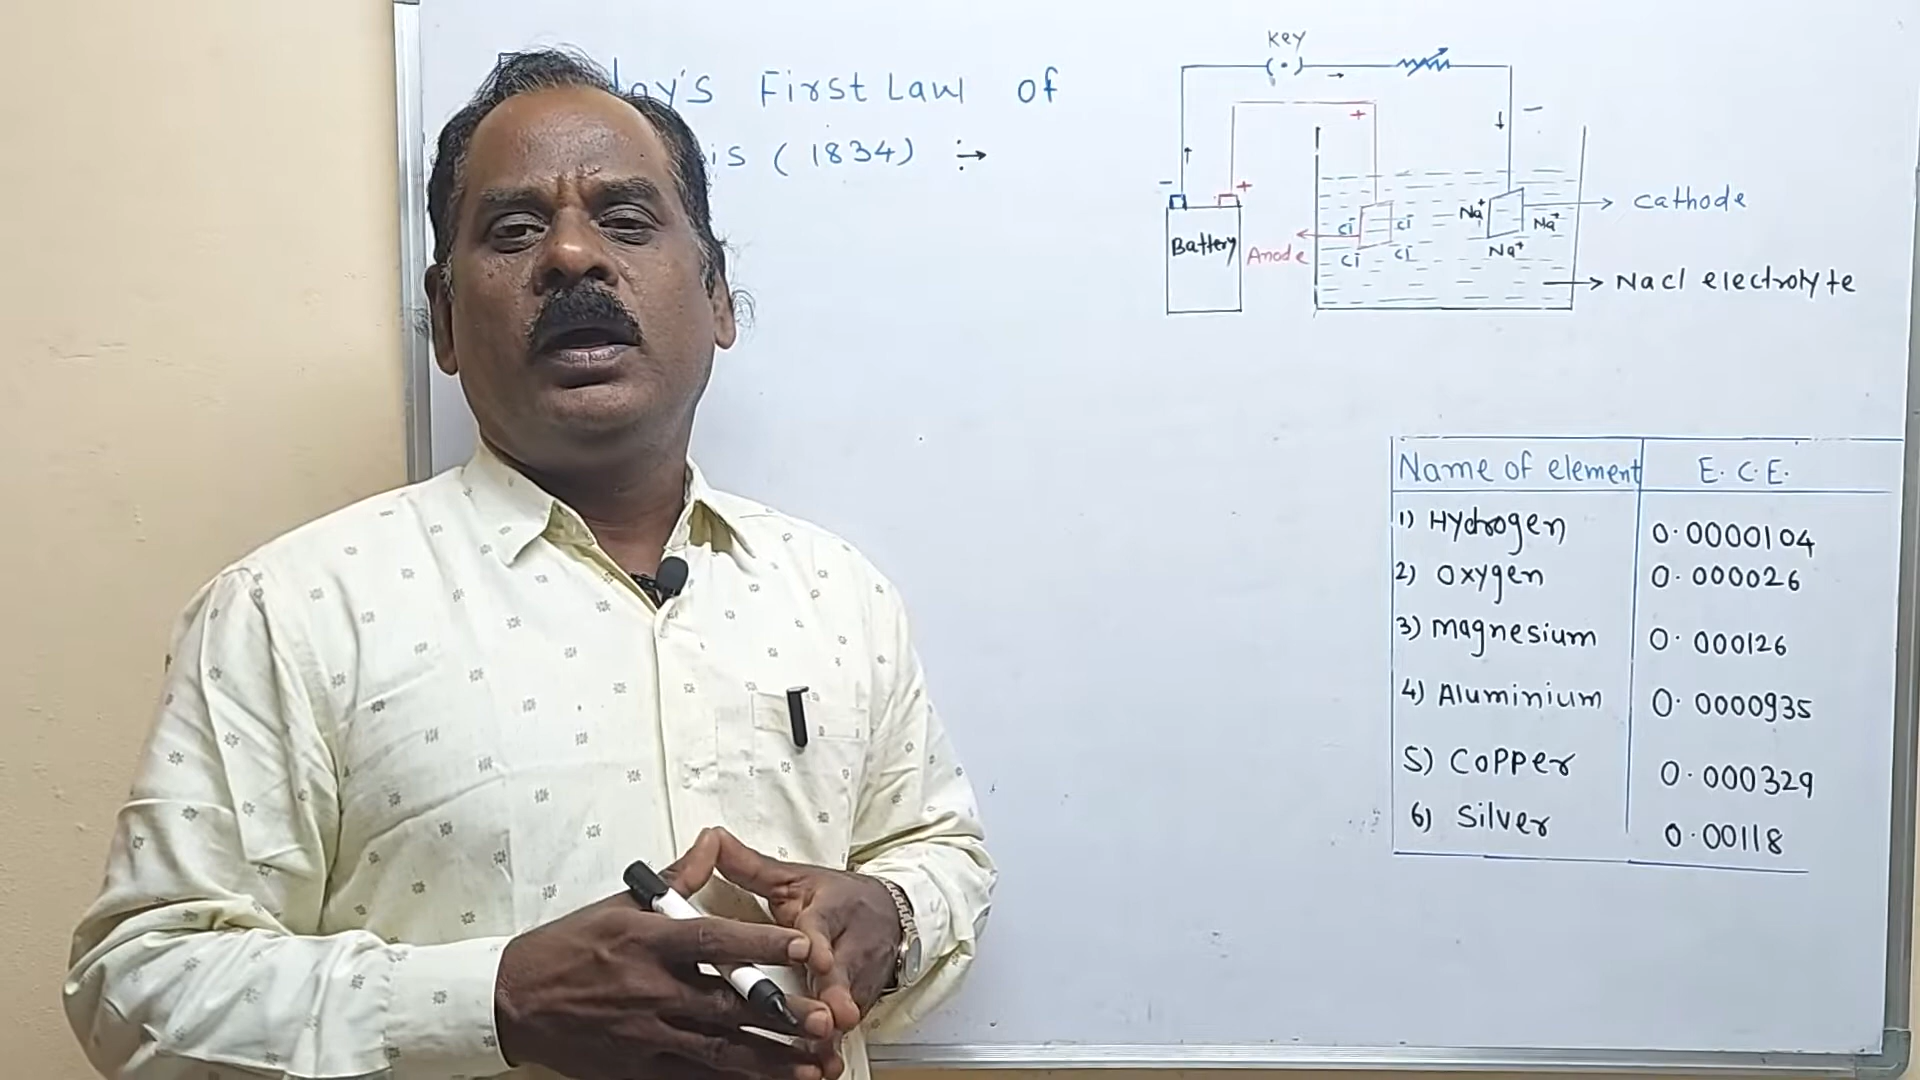 day's First Law of
is (1834) :→
Key
- +
+ -
Battery
Anode
Cl⁻ Cl⁻
Cl⁻ Cl⁻
Na⁺ Na⁺
Na⁺
cathode
NaCl electrolyte
Name of element E.C.E.
1) Hydrogen 0.0000104
2) Oxygen 0.000026
3) Magnesium 0.000126
4) Aluminium 0.0000935
5) Copper 0.000329
6) Silver 0.00118